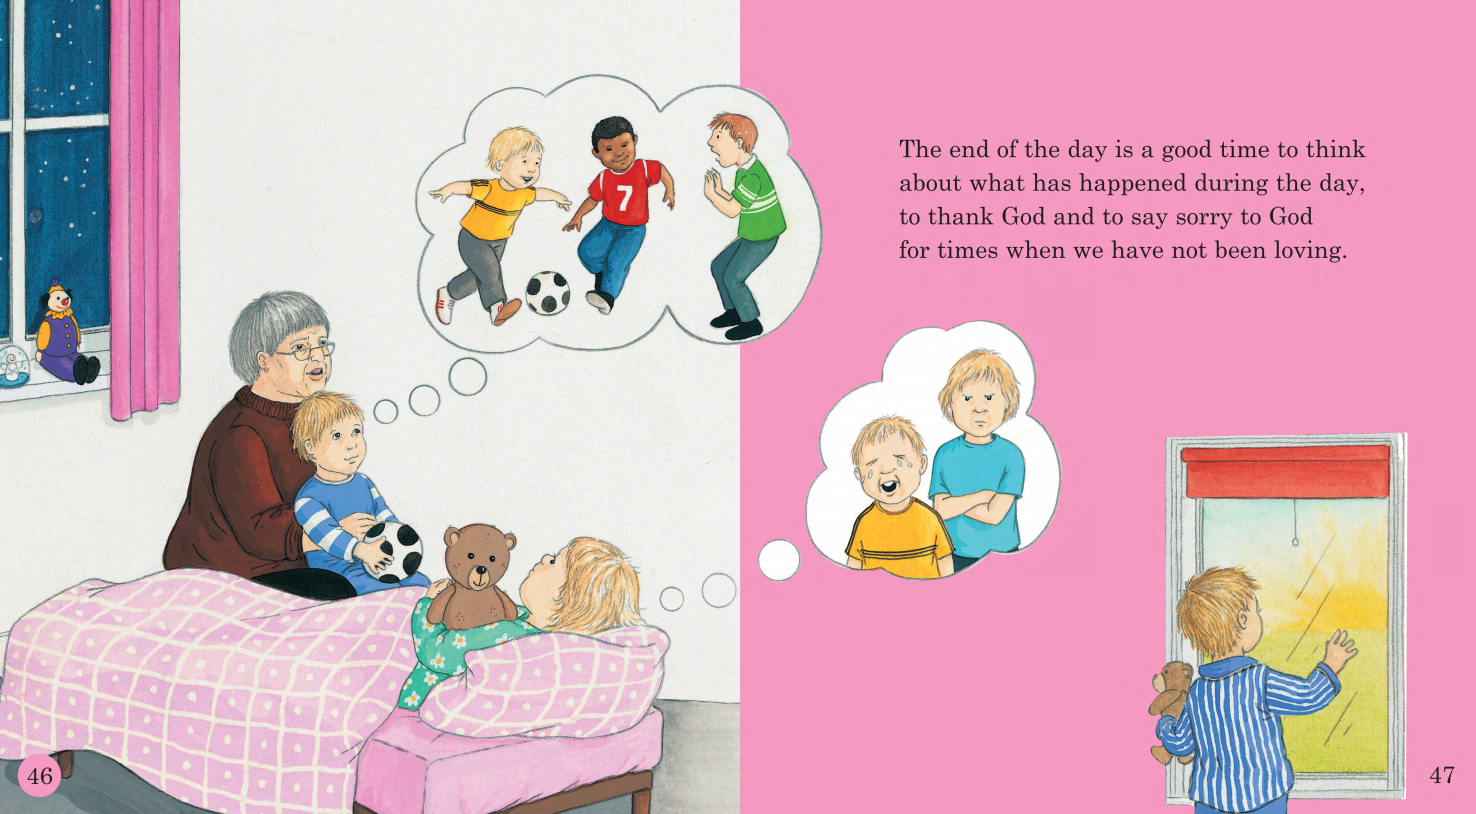 7
The end of the day is a good time to think
about what has happened during the day,
to thank God and to say sorry to God
for times when we have not been loving.
46
47